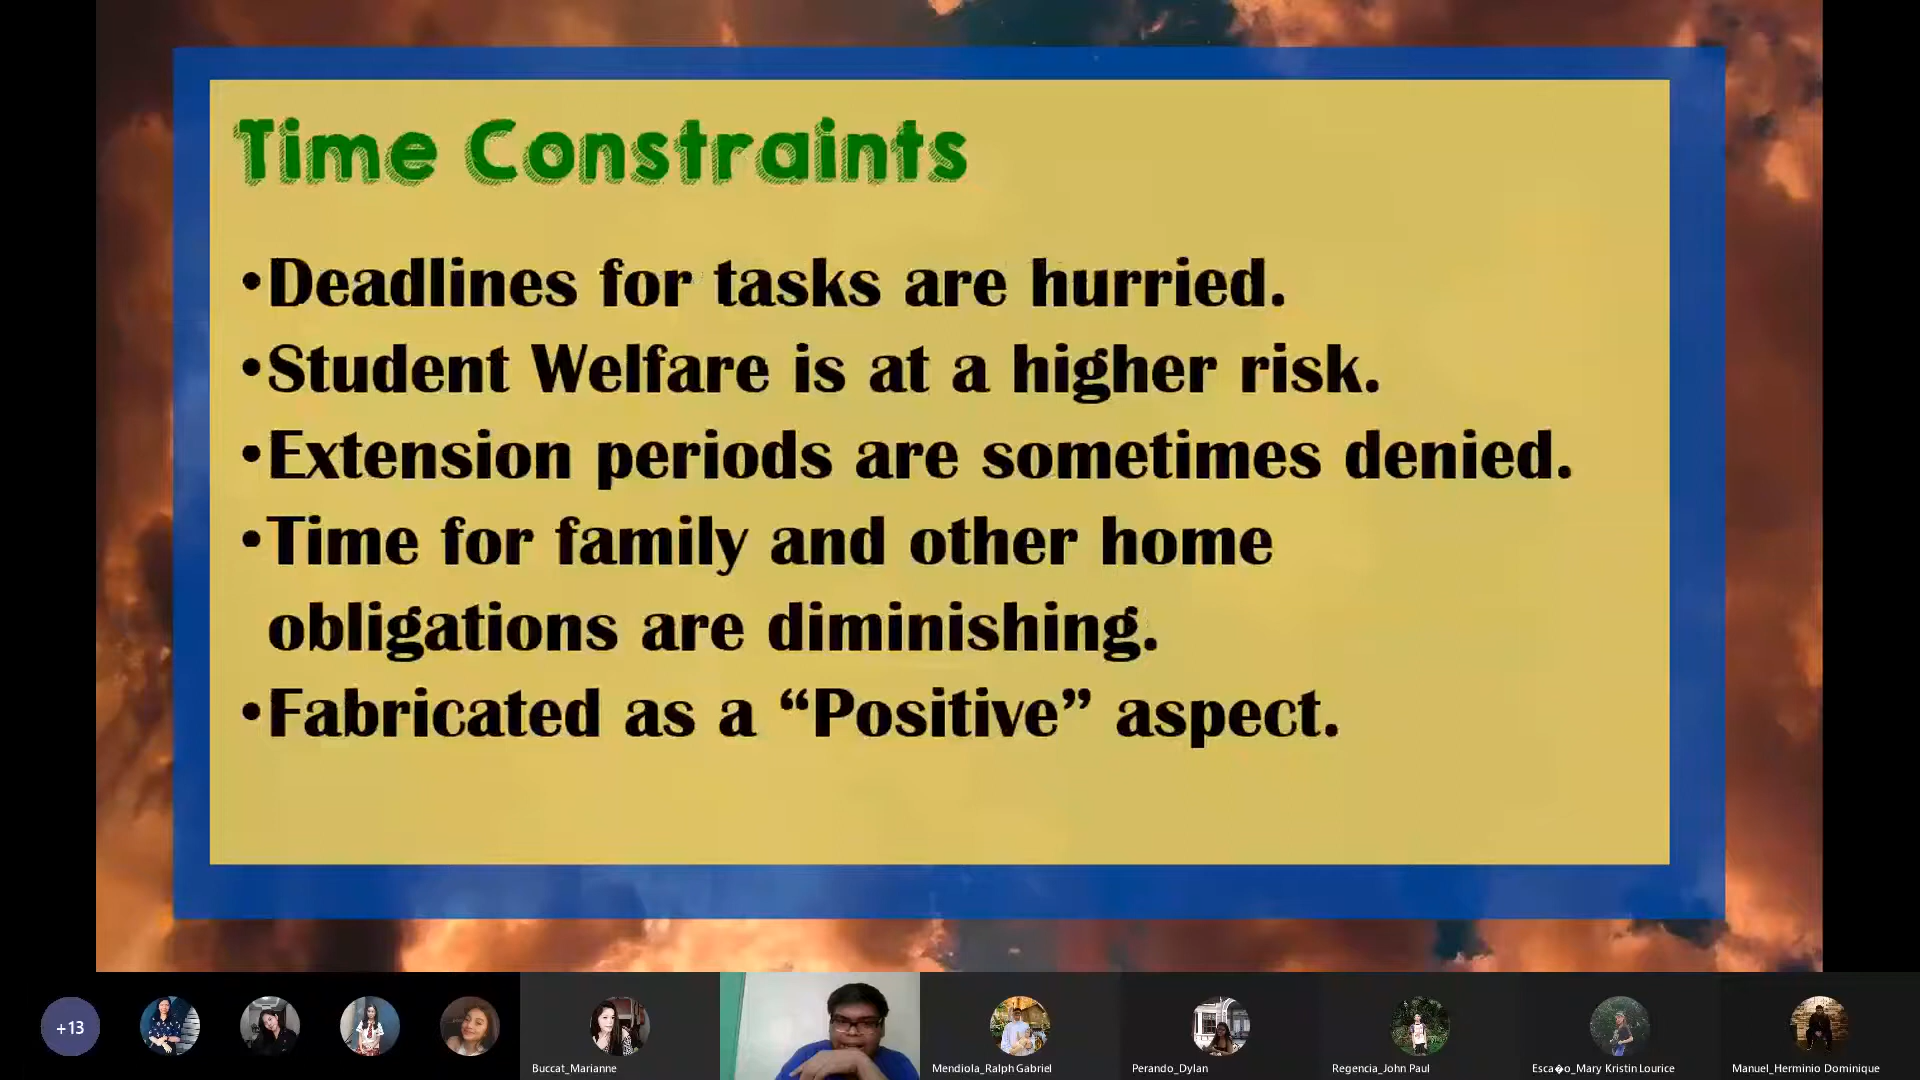 Time Constraints
•Deadlines for tasks are hurried.
•Student Welfare is at a higher risk.
•Extension periods are sometimes denied.
•Time for family and other home
obligations are diminishing.
•Fabricated as a “Positive” aspect.
+13
Buccat_Marianne
Mendiola_Ralph Gabriel
Perando_Dylan
Regencia_John Paul
Esca�o_Mary Kristin Lourice
Manuel_Herminio Dominique